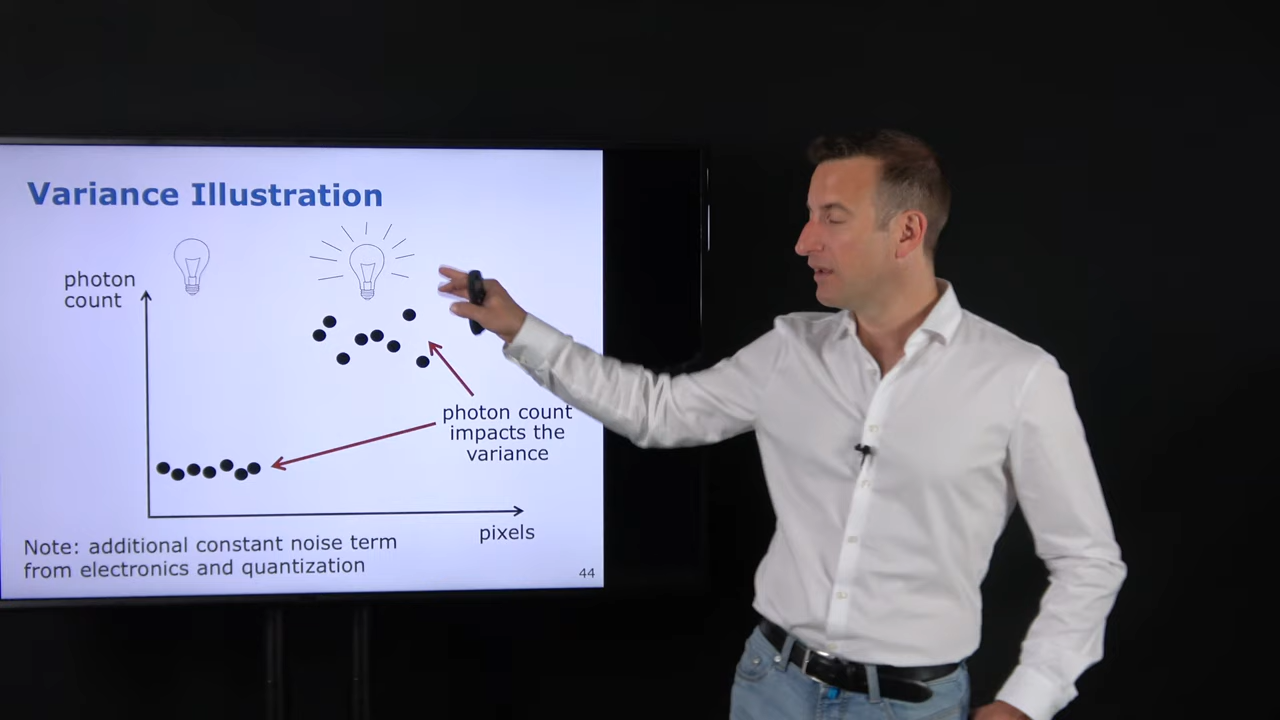 Variance Illustration
photon
count
photon count
impacts the
variance
pixels
Note: additional constant noise term
from electronics and quantization
44